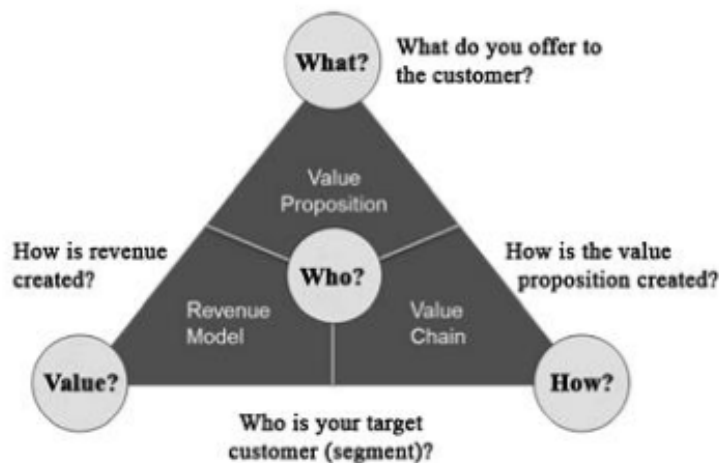 What?
What do you offer to
the customer?
Value
Proposition
How is revenue
created?
Who?
How is the value
proposition created?
Revenue
Model
Value
Chain
Value?
How?
Who is your target
customer (segment)?